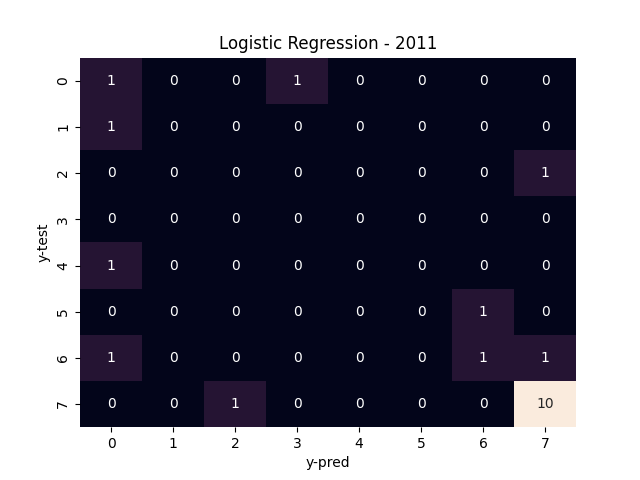 Logistic Regression - 2011
0 1 0 0 1 0 0 0 0
1 1 0 0 0 0 0 0 0
2 0 0 0 0 0 0 0 1
3 0 0 0 0 0 0 0 0
4 1 0 0 0 0 0 0 0
5 0 0 0 0 0 0 1 0
6 1 0 0 0 0 0 1 1
7 0 0 1 0 0 0 0 10
y-test
0 1 2 3 4 5 6 7
y-pred